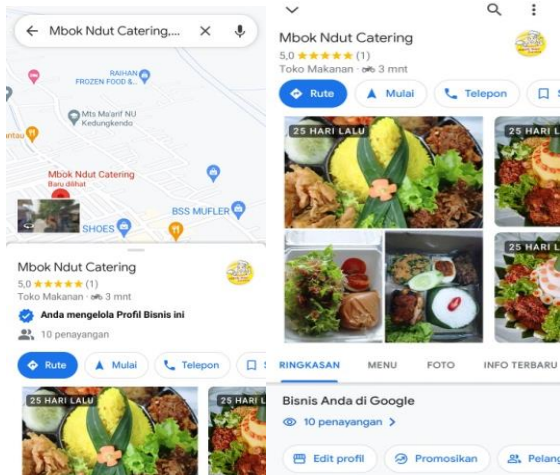 Mbok Ndut Catering,...
RAIHAN
FROZEN FOOD &...
Mts Ma'arif NU
Kedungkendo
antau
Mbok Ndut Catering
Baru dilihat
BSS MUFLER
SHOES
Mbok Ndut Catering
5,0 ★★★★★ (1)
Toko Makanan · 3 mnt
Anda mengelola Profil Bisnis ini
10 penayangan
Rute
Mulai
Telepon
25 HARI LALU
25 HARI L
Mbok Ndut Catering
5,0 ★★★★★ (1)
Toko Makanan · 3 mnt
Rute
Mulai
Telepon
25 HARI LALU
25 HARI L
25 HARI L
RINGKASAN MENU FOTO INFO TERBARU
Bisnis Anda di Google
10 penayangan >
Edit profil
Promosikan
Pelang